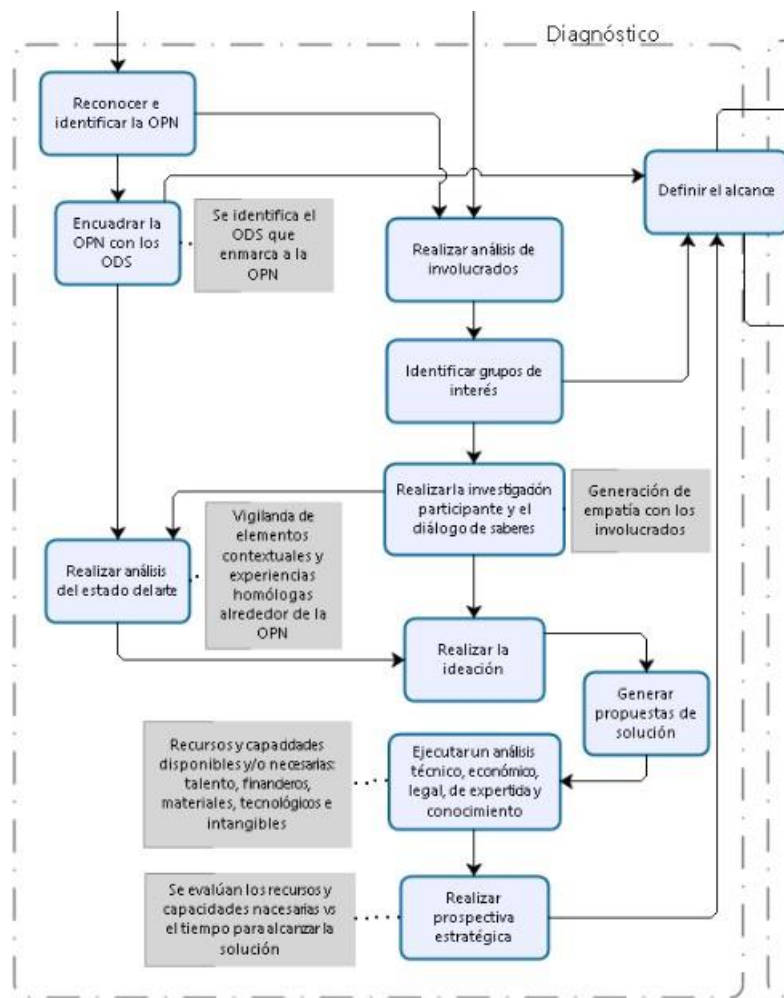 Diagnóstico
Reconocer e
identificar la OPN
Encuadrar la
OPN con los
ODS
Se identifica el
ODS que
enmarca a la
OPN
Definir el alcance
Realizar análisis de
involucrados
Identificar grupos de
interés
Realizar la investigación
participante y el
diálogo de saberes
Generación de
empatía con los
involucrados
Realizar análisis
del estado del arte
Vigilanda de
elementos
contextuales y
experiencias
homólogas
alrededor de la
OPN
Realizar la
ideación
Generar
propuestas de
solución
Recursos y capacidades
disponibles y/o necesarias:
talento, financieros,
materiales, tecnológicos e
intangibles
Ejecutar un análisis
técnico, económico,
legal, de experticia y
conocimiento
Se evalúan los recursos y
capacidades nacesarias vs
el tiempo para alcanzar la
solución
Realizar
prospectiva
estratégica